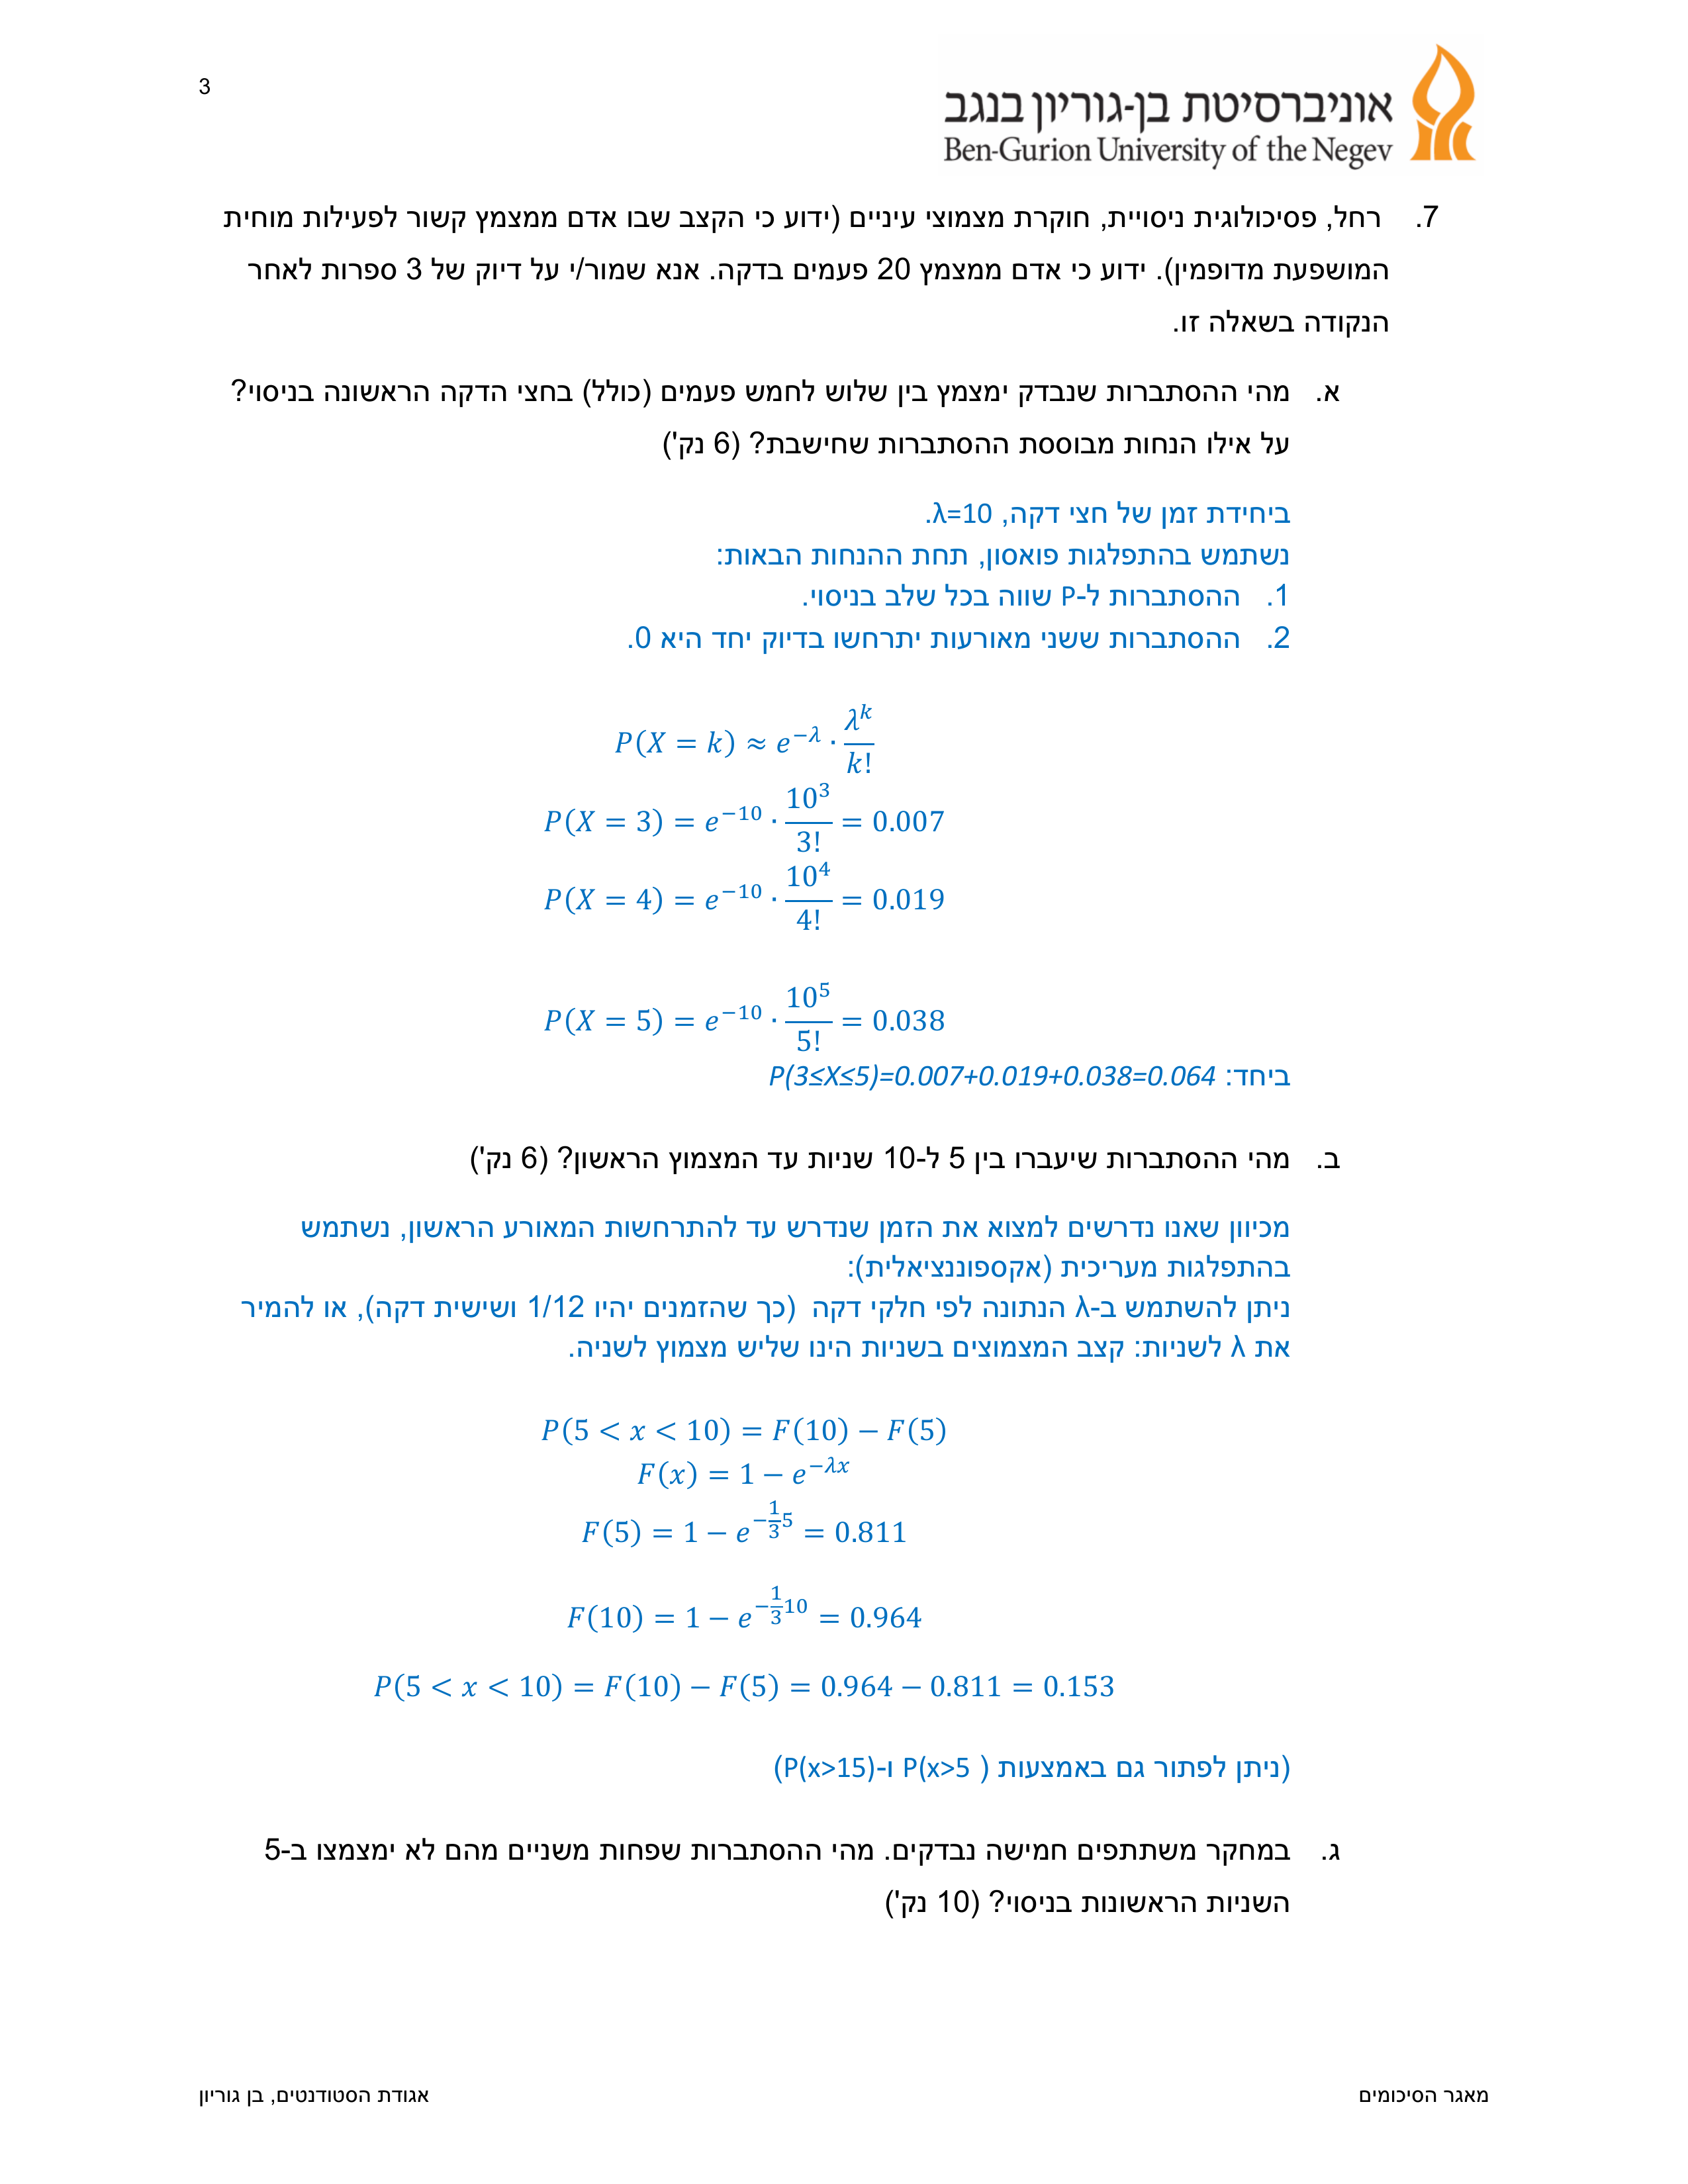 3
אוניברסיטת בן-גוריון בנגב
Ben-Gurion University of the Negev
7. רחל, פסיכולוגית ניסויית, חוקרת מצמוצי עיניים (ידוע כי הקצב שבו אדם ממצמץ קשור לפעילות מוחית
המושפעת מדופמין). ידוע כי אדם ממצמץ 20 פעמים בדקה. אנא שמור/י על דיוק של 3 ספרות לאחר
הנקודה בשאלה זו.
א. מהי ההסתברות שנבדק ימצמץ בין שלוש לחמש פעמים (כולל) בחצי הדקה הראשונה בניסוי?
על אילו הנחות מבוססת ההסתברות שחישבת? (6 נק')
ביחידת זמן של חצי דקה, λ=10.
נשתמש בהתפלגות פואסון, תחת ההנחות הבאות:
1. ההסתברות ל-P שווה בכל שלב בניסוי.
2. ההסתברות ששני מאורעות יתרחשו בדיוק יחד היא 0.
$P(X = k) \approx e^{-\lambda} \cdot \frac{\lambda^k}{k!}$
$P(X = 3) = e^{-10} \cdot \frac{10^3}{3!} = 0.007$
$P(X = 4) = e^{-10} \cdot \frac{10^4}{4!} = 0.019$
$P(X = 5) = e^{-10} \cdot \frac{10^5}{5!} = 0.038$
ביחד: P(3≤X≤5)=0.007+0.019+0.038=0.064
ב. מהי ההסתברות שיעברו בין 5 ל-10 שניות עד המצמוץ הראשון? (6 נק')
מכיוון שאנו נדרשים למצוא את הזמן שנדרש עד להתרחשות המאורע הראשון, נשתמש
בהתפלגות מעריכית (אקספוננציאלית):
ניתן להשתמש ב-λ הנתונה לפי חלקי דקה (כך שהזמנים יהיו 1/12 ושישית דקה), או להמיר
את λ לשניות: קצב המצמוצים בשניות הינו שליש מצמוץ לשניה.
$P(5 < x < 10) = F(10) - F(5)$
$F(x) = 1 - e^{-\lambda x}$
$F(5) = 1 - e^{-\frac{1}{3}5} = 0.811$
$F(10) = 1 - e^{-\frac{1}{3}10} = 0.964$
$P(5 < x < 10) = F(10) - F(5) = 0.964 - 0.811 = 0.153$
(ניתן לפתור גם באמצעות ( P(x>5 ו-P(x>15))
ג. במחקר משתתפים חמישה נבדקים. מהי ההסתברות שפחות משניים מהם לא ימצמצו ב-5
השניות הראשונות בניסוי? (10 נק')
מאגר הסיכומים
אגודת הסטודנטים, בן גוריון